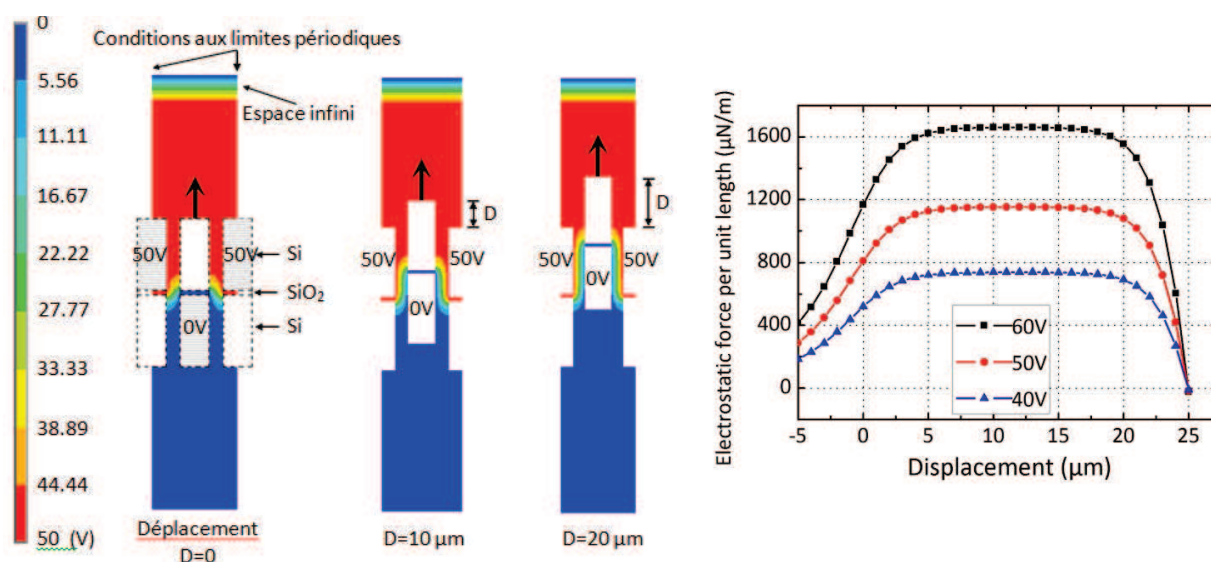 0
5.56
11.11
16.67
22.22
27.77
33.33
38.89
44.44
50 (V)
Conditions aux limites périodiques
Espace infini
50V 50V
Si
SiO2
0V
Si
Déplacement
D=0
D
50V 50V
0V
D=10 µm
D
50V 50V
0V
D=20 µm
Electrostatic force per unit length (µN/m)
1600
1200
800
400
0
60V
50V
40V
-5 0 5 10 15 20 25
Displacement (µm)